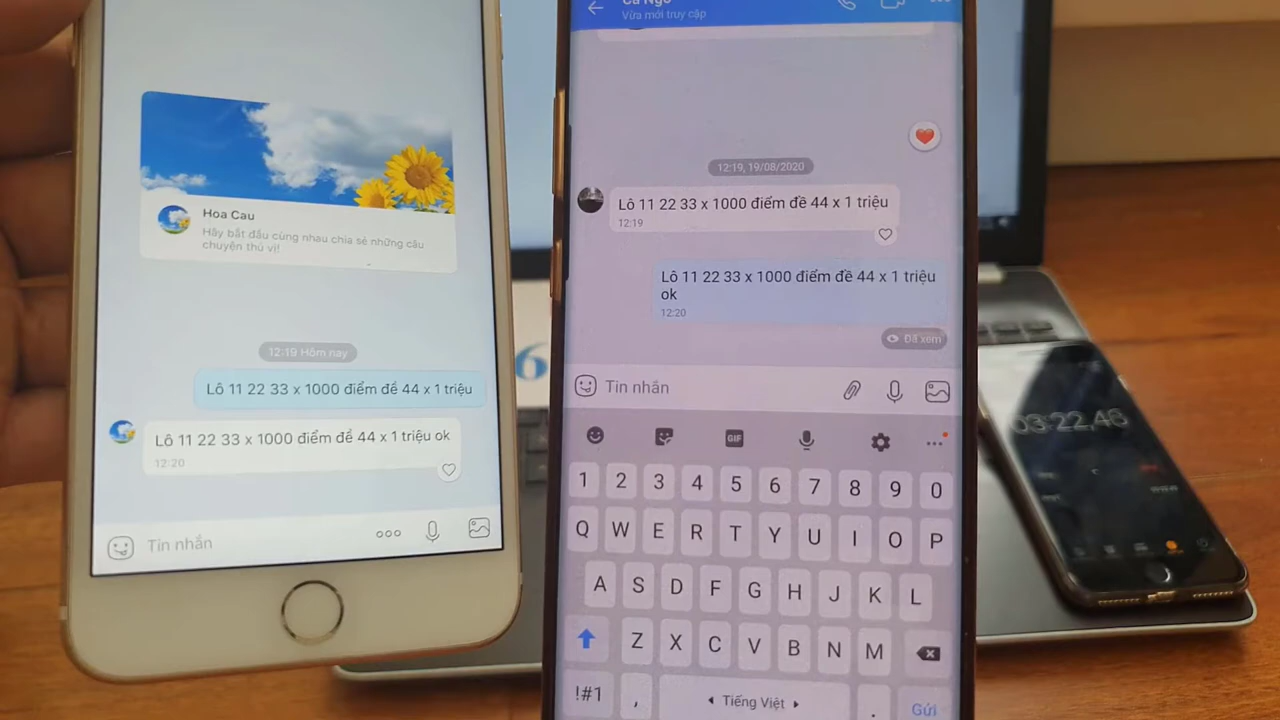 Hoa Cau
Hãy bắt đầu cùng nhau chia sẻ những câu
chuyện thú vị!
12:19 Hôm nay
Lô 11 22 33 x 1000 điểm đề 44 x 1 triệu
Lô 11 22 33 x 1000 điểm đề 44 x 1 triệu ok
12:20
Tin nhắn
Vừa mới truy cập
12:19, 19/08/2020
Lô 11 22 33 x 1000 điểm đề 44 x 1 triệu
12:19
Lô 11 22 33 x 1000 điểm đề 44 x 1 triệu
ok
12:20
Đã xem
Tin nhắn
GIF
1 2 3 4 5 6 7 8 9 0
Q W E R T Y U I O P
A S D F G H J K L
Z X C V B N M
!#1 , Tiếng Việt . Gửi
6
03:22,46